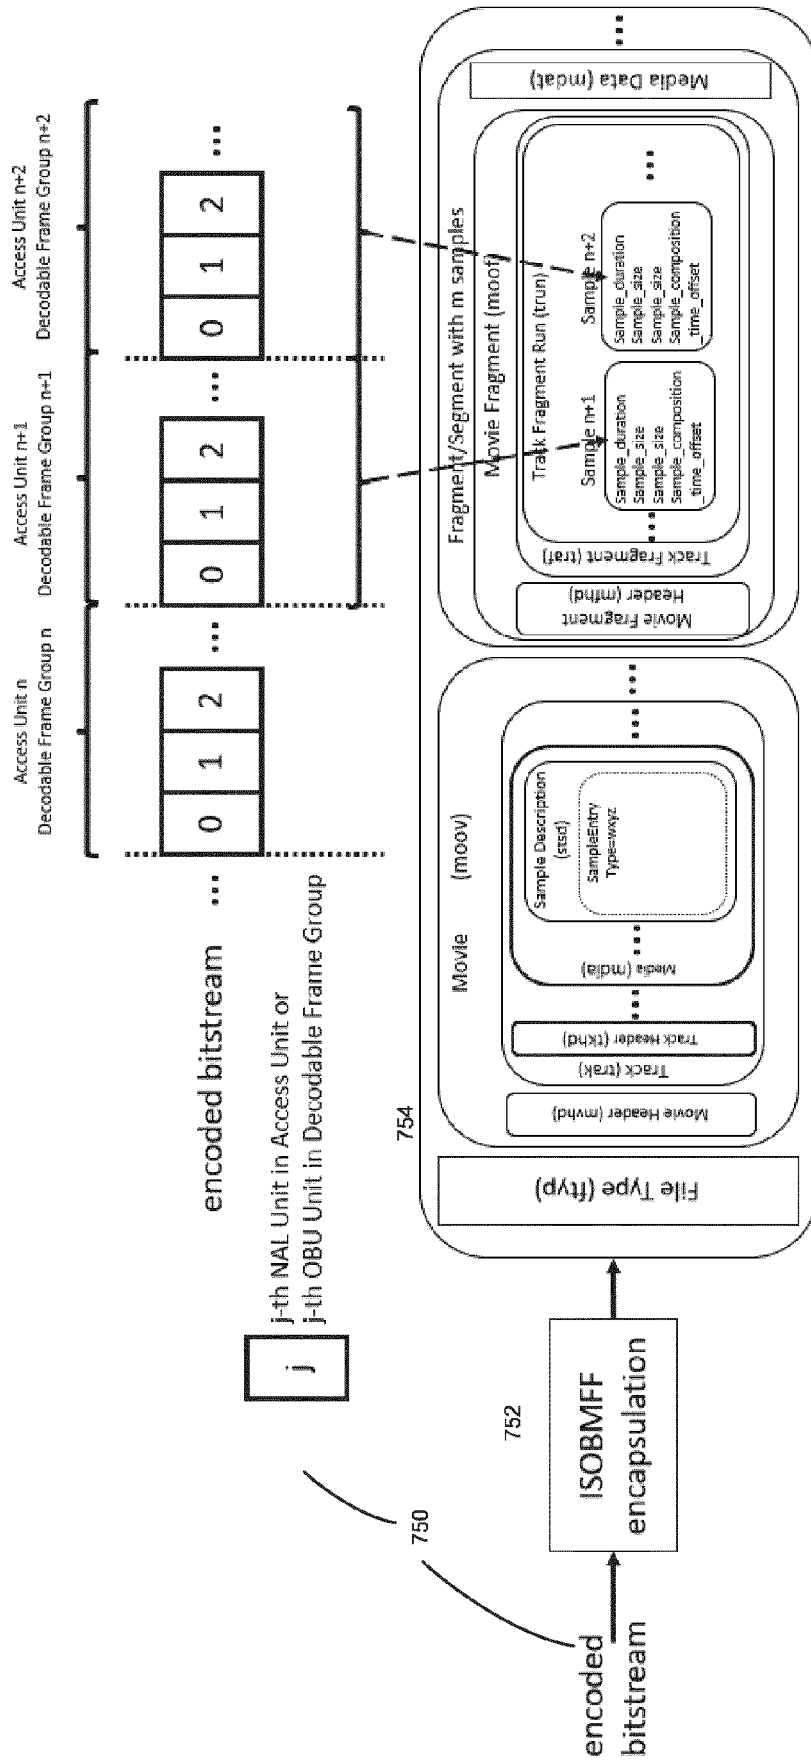 Access Unit n
Decodable Frame Group n
Access Unit n+1
Decodable Frame Group n+1
Access Unit n+2
Decodable Frame Group n+2
encoded bitstream
...
0 1 2
...
0 1 2
...
0 1 2
...
j
j-th NAL Unit in Access Unit or
j-th OBU Unit in Decodable Frame Group
750
encoded
bitstream
752
ISOBMFF
encapsulation
754
File Type (ftyp)
Movie (moov)
Movie Header (mvhd)
Track (trak)
Track Header (tkhd)
....
Media (mdia)
....
Sample Description
(stsd)
SampleEntry
Type=wxyz
....
....
Fragment/Segment with m samples
Movie Fragment (moof)
Movie Fragment
Header (mfhd)
Track Fragment (traf)
Track Fragment Run (trun)
...
Sample n+1
Sample_duration
Sample_size
Sample_size
Sample_composition
_time_offset
Sample n+2
Sample_duration
Sample_size
Sample_size
Sample_composition
_time_offset
...
Media Data (mdat)
...